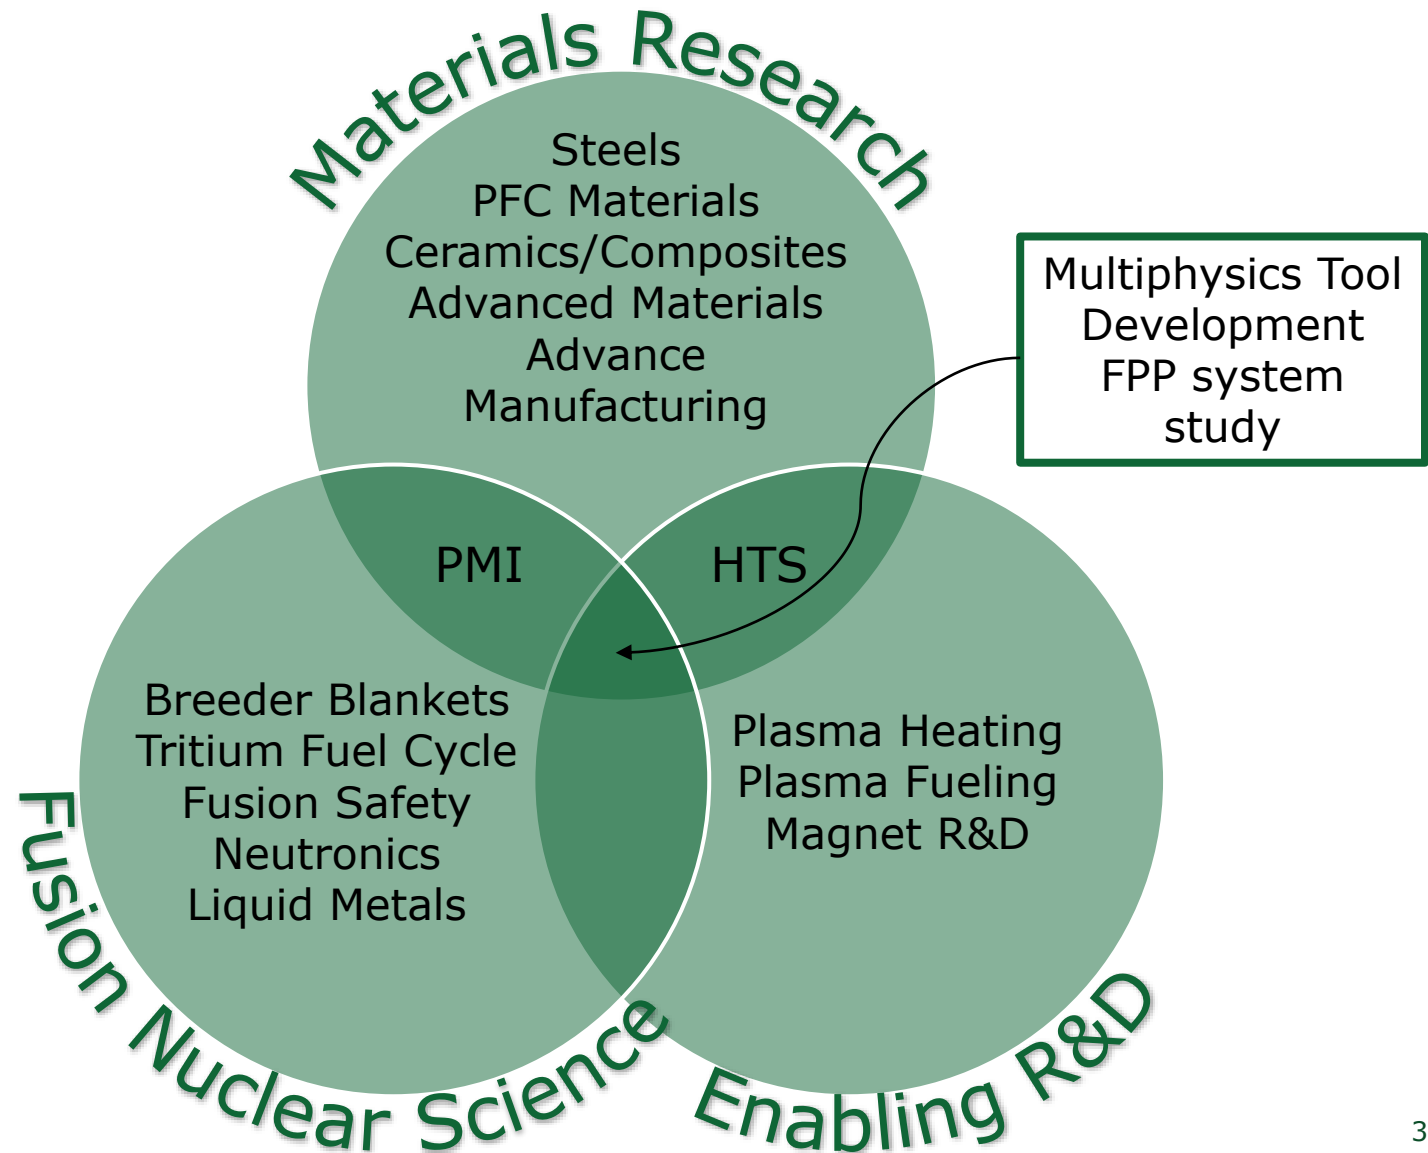 Materials Research
Steels
PFC Materials
Ceramics/Composites
Advanced Materials
Advance
Manufacturing
Multiphysics Tool
Development
FPP system
study
PMI
HTS
Breeder Blankets
Tritium Fuel Cycle
Fusion Safety
Neutronics
Liquid Metals
Plasma Heating
Plasma Fueling
Magnet R&D
Fusion Nuclear Science
Enabling R&D
3